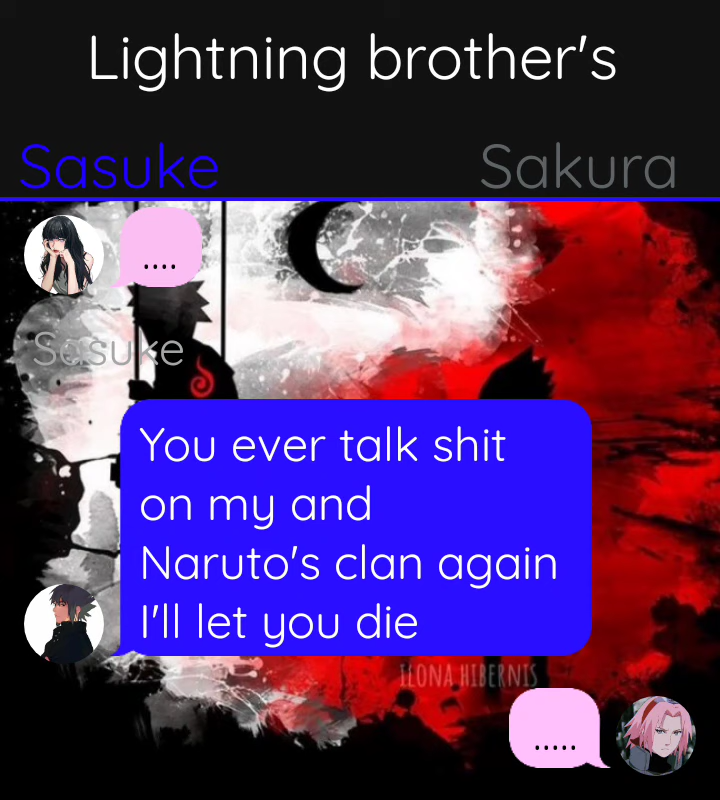 Lightning brother's
Sasuke
Sakura
....
Sasuke
You ever talk shit
on my and
Naruto's clan again
I'll let you die
ILONA HIBERNIS
.....